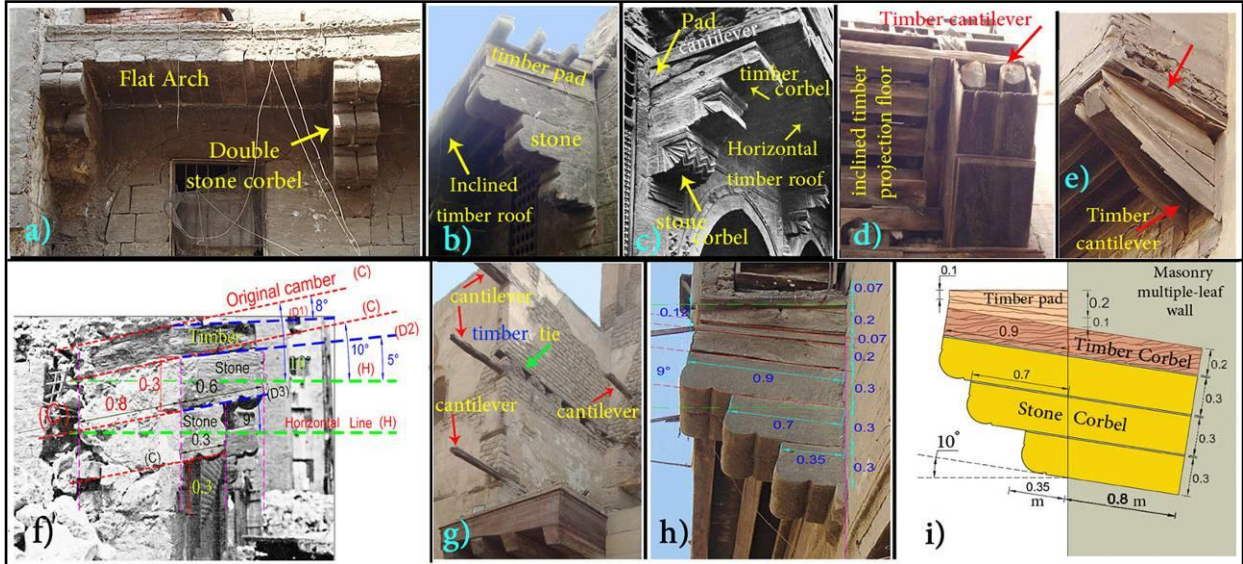 Flat Arch
Double
stone corbel
a)
timber pad
stone
Inclined
timber roof
b)
Pad
cantilever
timber
corbel
Horizontal
timber roof
stone
corbel
c)
Timber cantilever
inclined timber
projection floor
d)
e)
Timber
cantilever
Original camber
(C)
8°
(D1)
(C)
(D2)
Timber
10°
5°
Stone
(H)
0.3
0.6
0.8
(D3)
Stone
9°
Horizontal Line (H)
0.3
(C)
0.3
f)
cantilever
timber tie
cantilever
cantilever
g)
0.07
0.12
0.2
0.07
0.2
9°
0.9
0.3
0.7
0.3
0.35
0.3
h)
0.1
Masonry
multiple-leaf
wall
Timber pad
0.2
0.1
0.9
Timber Corbel
0.2
0.7
0.3
Stone Corbel
0.3
10°
0.3
0.35
m
0.8 m
i)